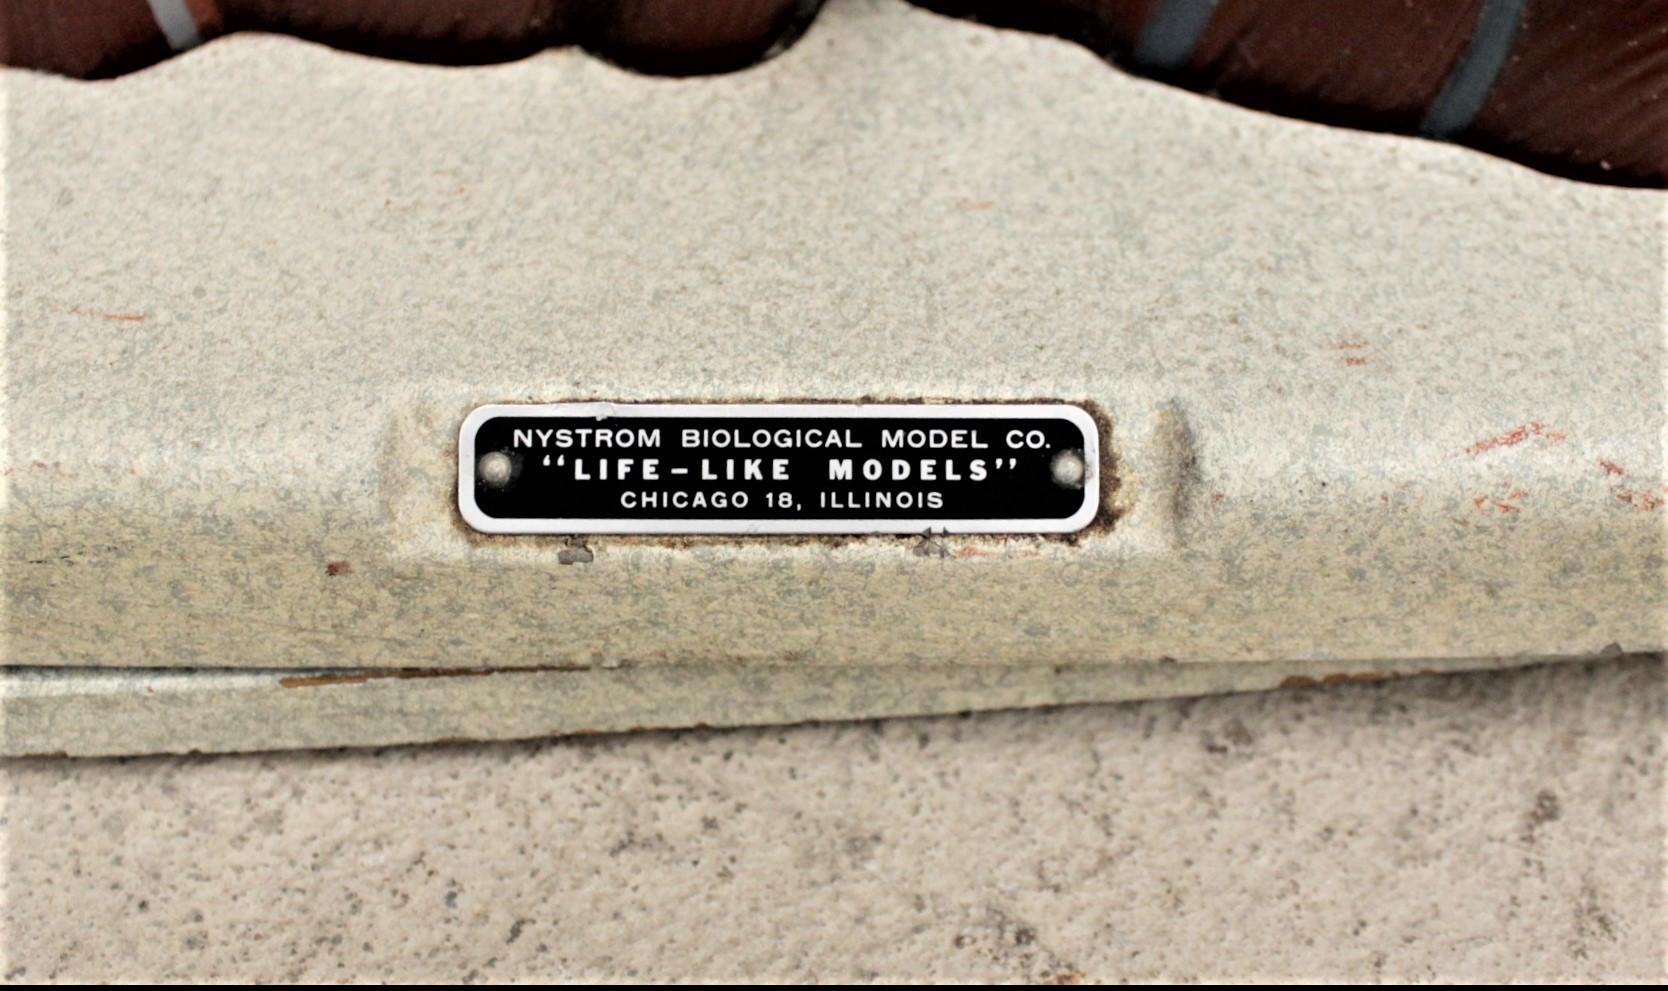 NYSTROM BIOLOGICAL MODEL CO.
“LIFE-LIKE MODELS”
CHICAGO 18, ILLINOIS